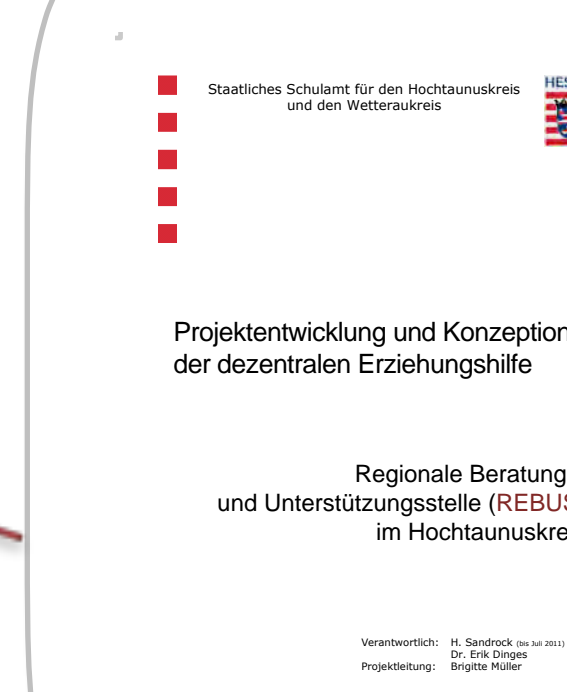 Staatliches Schulamt für den Hochtaunuskreis
und den Wetteraukreis
HES
Projektentwicklung und Konzeption
der dezentralen Erziehungshilfe
Regionale Beratung
und Unterstützungsstelle (REBUS
im Hochtaunuskre
Verantwortlich: H. Sandrock (bis Juli 2011)
Dr. Erik Dinges
Projektleitung: Brigitte Müller